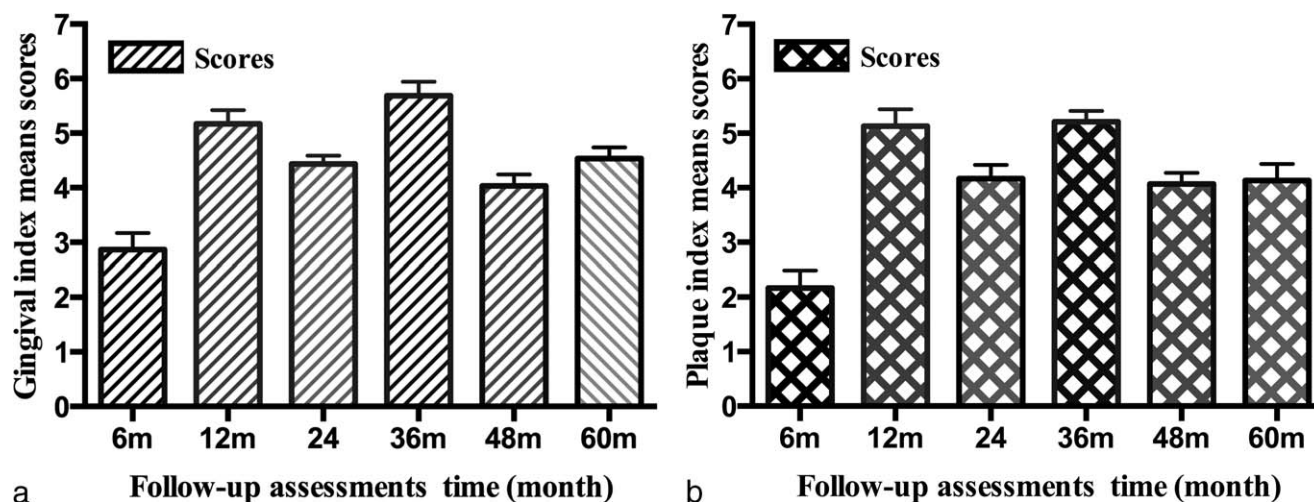 Gingival index means scores
7
6
5
4
3
2
1
0
Scores
6m 12m 24 36m 48m 60m
Follow-up assessments time (month)
a
Plaque index means scores
7
6
5
4
3
2
1
0
Scores
6m 12m 24 36m 48m 60m
Follow-up assessments time (month)
b